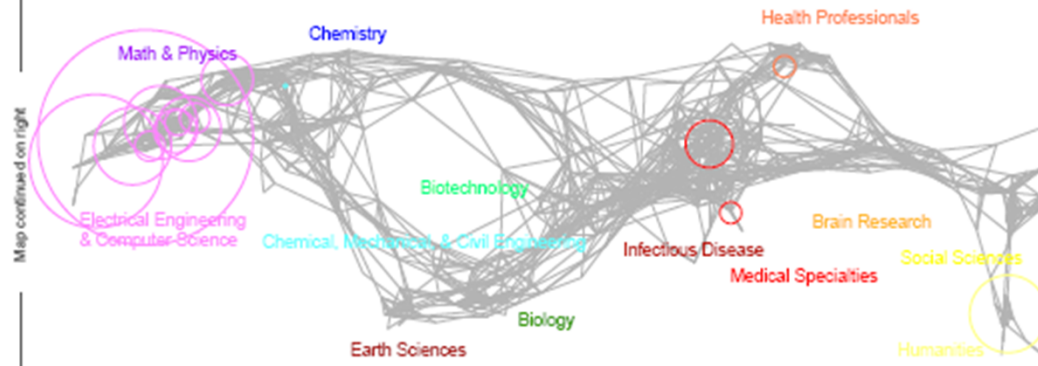 Health Professionals
Chemistry
Math & Physics
Map continued on right
Biotechnology
Electrical Engineering
& Computer Science
Chemical, Mechanical, & Civil Engineering
Brain Research
Infectious Disease
Social Sciences
Medical Specialties
Biology
Earth Sciences
Humanities